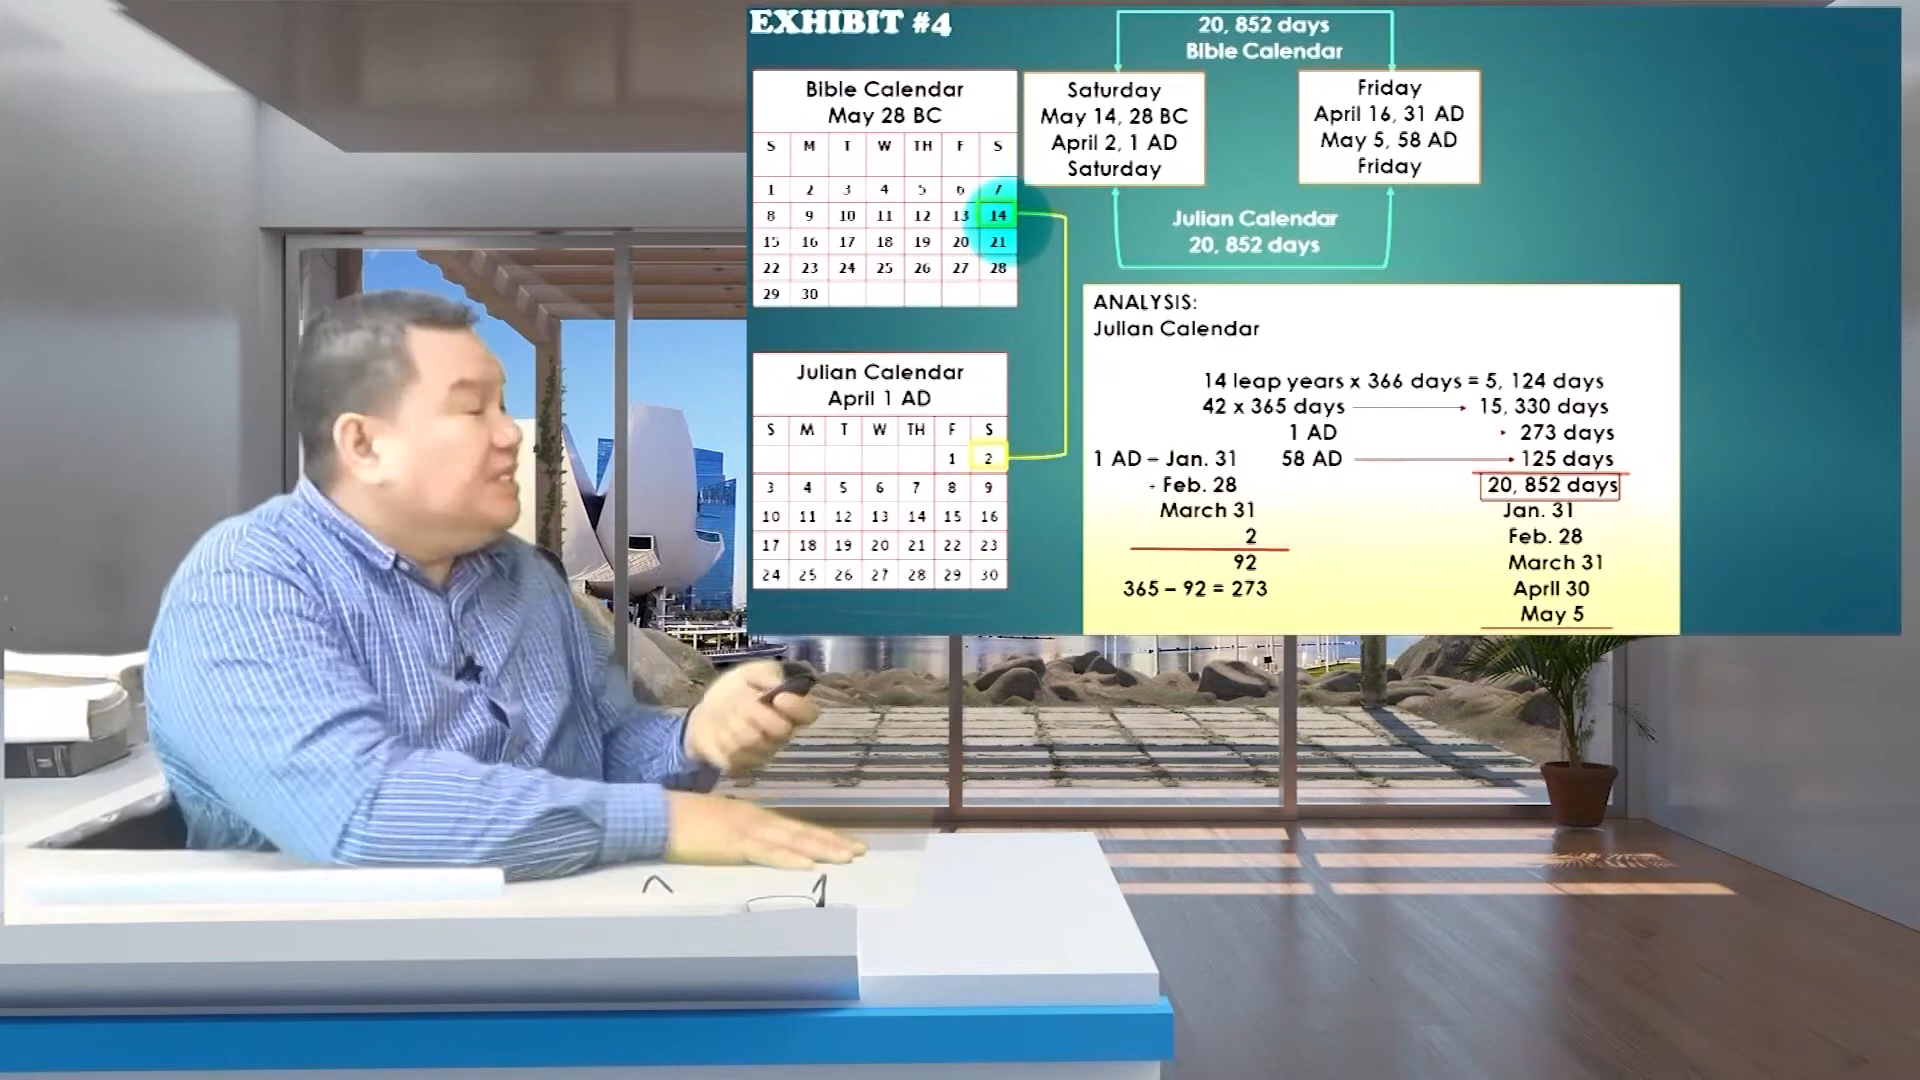 EXHIBIT #4
20, 852 days
Bible Calendar
Bible Calendar
May 28 BC
S M T W TH F S
1 2 3 4 5 6 7
8 9 10 11 12 13 14
15 16 17 18 19 20 21
22 23 24 25 26 27 28
29 30
Saturday
May 14, 28 BC
April 2, 1 AD
Saturday
Friday
April 16, 31 AD
May 5, 58 AD
Friday
Julian Calendar
20, 852 days
Julian Calendar
April 1 AD
S M T W TH F S
1 2
3 4 5 6 7 8 9
10 11 12 13 14 15 16
17 18 19 20 21 22 23
24 25 26 27 28 29 30
ANALYSIS:
Julian Calendar
14 leap years x 366 days = 5, 124 days
42 x 365 days 15, 330 days
1 AD 273 days
1 AD – Jan. 31 58 AD 125 days
- Feb. 28 20, 852 days
March 31 Jan. 31
2 Feb. 28
92 March 31
365 – 92 = 273 April 30
May 5